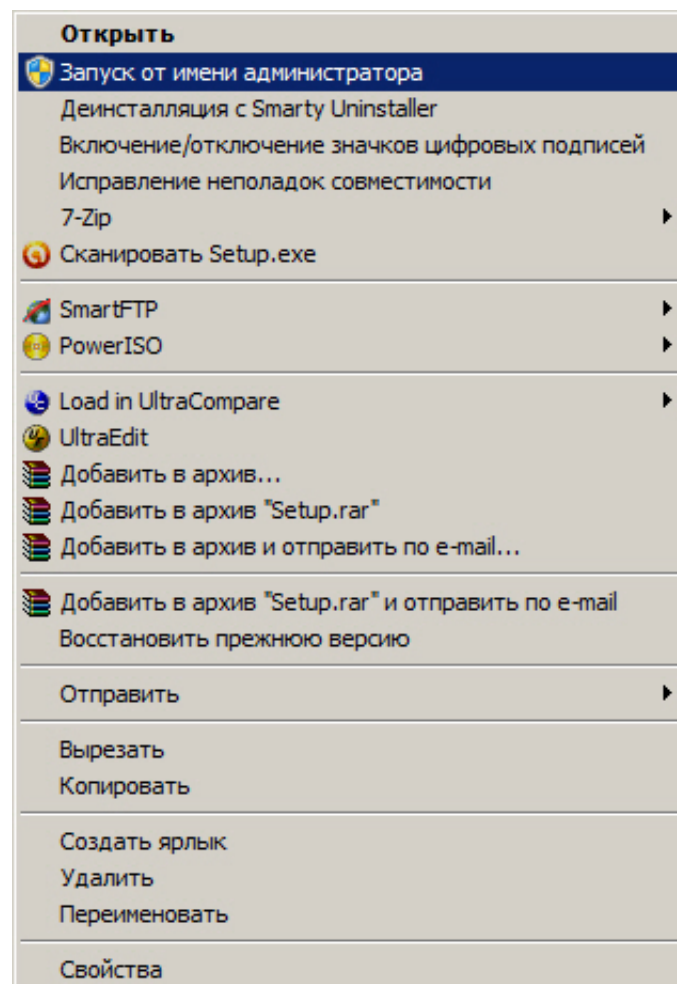 Открыть
Запуск от имени администратора
Деинсталляция с Smarty Uninstaller
Включение/отключение значков цифровых подписей
Исправление неполадок совместимости
7-Zip
Сканировать Setup.exe
SmartFTP
PowerISO
Load in UltraCompare
UltraEdit
Добавить в архив...
Добавить в архив "Setup.rar"
Добавить в архив и отправить по e-mail...
Добавить в архив "Setup.rar" и отправить по e-mail
Восстановить прежнюю версию
Отправить
Вырезать
Копировать
Создать ярлык
Удалить
Переименовать
Свойства